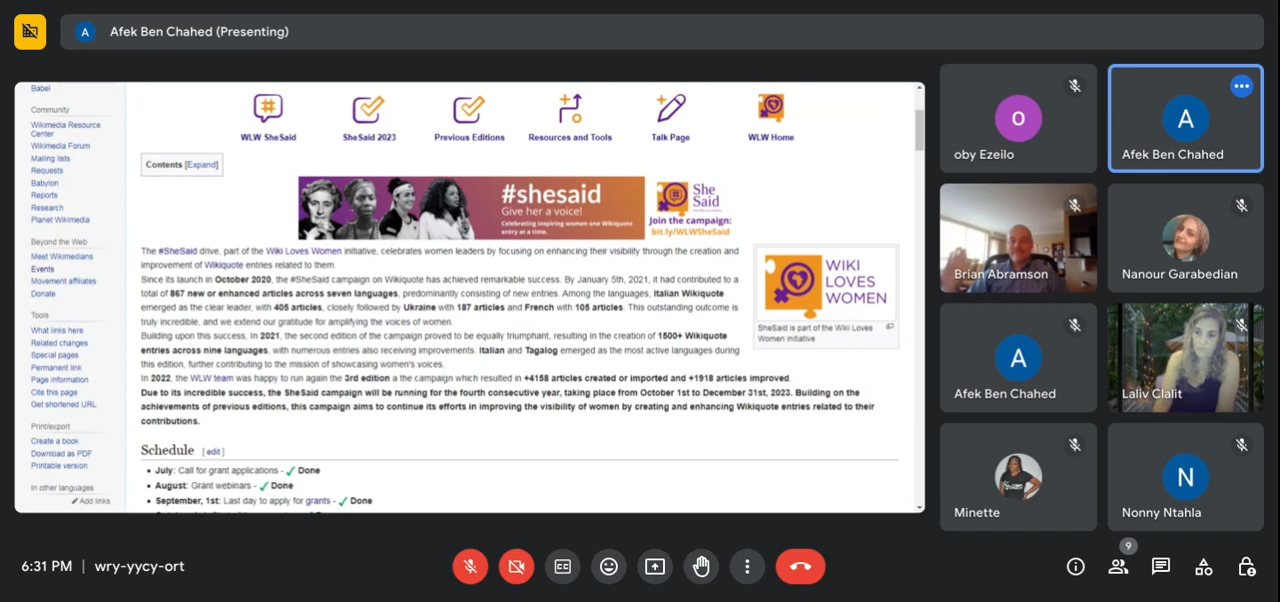 A Afek Ben Chahed (Presenting)
Babel
Community
Wikimedia Resource
Center
Wikimedia Forum
Mailing lists
Requests
Babylon
Reports
Research
Planet Wikimedia
Beyond the Web
Meet Wikimedians
Events
Movement affiliates
Donate
Tools
What links here
Related changes
Special pages
Permanent link
Page information
Cite this page
Get shortened URL
Print/export
Create a book
Download as PDF
Printable version
In other languages
Add links
WLW SheSaid
SheSaid 2023
Previous Editions
Resources and Tools
Talk Page
WLW Home
Contents [Expand]
#shesaid
Give her a voice!
Celebrating inspiring women one Wikiquote
entry at a time.
She
Said
Join the campaign:
bit.ly/WLWSheSaid
The #SheSaid drive, part of the Wiki Loves Women initiative, celebrates women leaders by focusing on enhancing their visibility through the creation and
improvement of Wikiquote entries related to them.
Since its launch in October 2020, the #SheSaid campaign on Wikiquote has achieved remarkable success. By January 5th, 2021, it had contributed to a
total of 867 new or enhanced articles across seven languages, predominantly consisting of new entries. Among the languages, Italian Wikiquote
emerged as the clear leader, with 405 articles, closely followed by Ukraine with 187 articles and French with 105 articles. This outstanding outcome is
truly incredible, and we extend our gratitude for amplifying the voices of women.
Building upon this success, In 2021, the second edition of the campaign proved to be equally triumphant, resulting in the creation of 1500+ Wikiquote
entries across nine languages, with numerous entries also receiving improvements. Italian and Tagalog emerged as the most active languages during
this edition, further contributing to the mission of showcasing women's voices.
In 2022, the WLW team was happy to run again the 3rd edition a the campaign which resulted in +4158 articles created or imported and +1918 articles improved.
Due to its incredible success, the SheSaid campaign will be running for the fourth consecutive year, taking place from October 1st to December 31st, 2023. Building on the
achievements of previous editions, this campaign aims to continue its efforts in improving the visibility of women by creating and enhancing Wikiquote entries related to their
contributions.
WIKI
LOVES
WOMEN
SheSaid is part of the Wiki Loves
Women initiative
Schedule [ edit ]
July: Call for grant applications - Done
August: Grant webinars - Done
September, 1st: Last day to apply for grants - Done
O
oby Ezeilo
A
Afek Ben Chahed
Brian Abramson
Nanour Garabedian
A
Afek Ben Chahed
Laliv Clalit
Minette
N
Nonny Ntahla
6:31 PM | wry-yycy-ort
CC
9